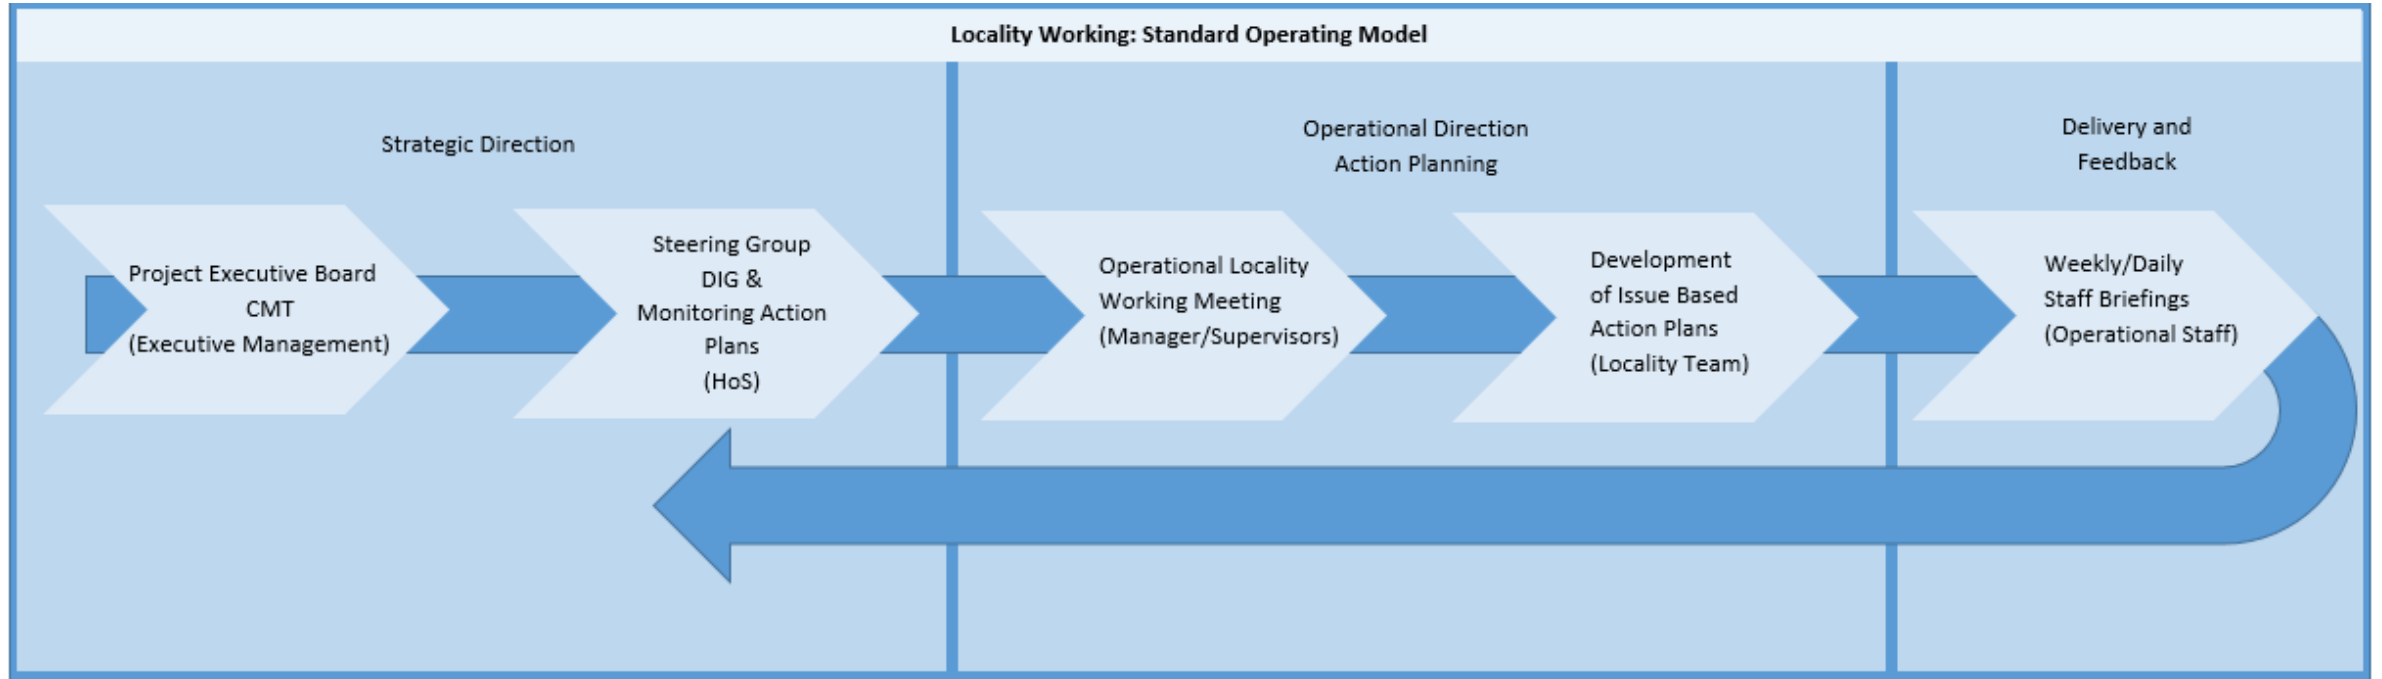 Locality Working: Standard Operating Model
Strategic Direction
Operational Direction
Action Planning
Delivery and
Feedback
Project Executive Board
CMT
(Executive Management)
Steering Group
DIG &
Monitoring Action
Plans
(HoS)
Operational Locality
Working Meeting
(Manager/Supervisors)
Development
of Issue Based
Action Plans
(Locality Team)
Weekly/Daily
Staff Briefings
(Operational Staff)